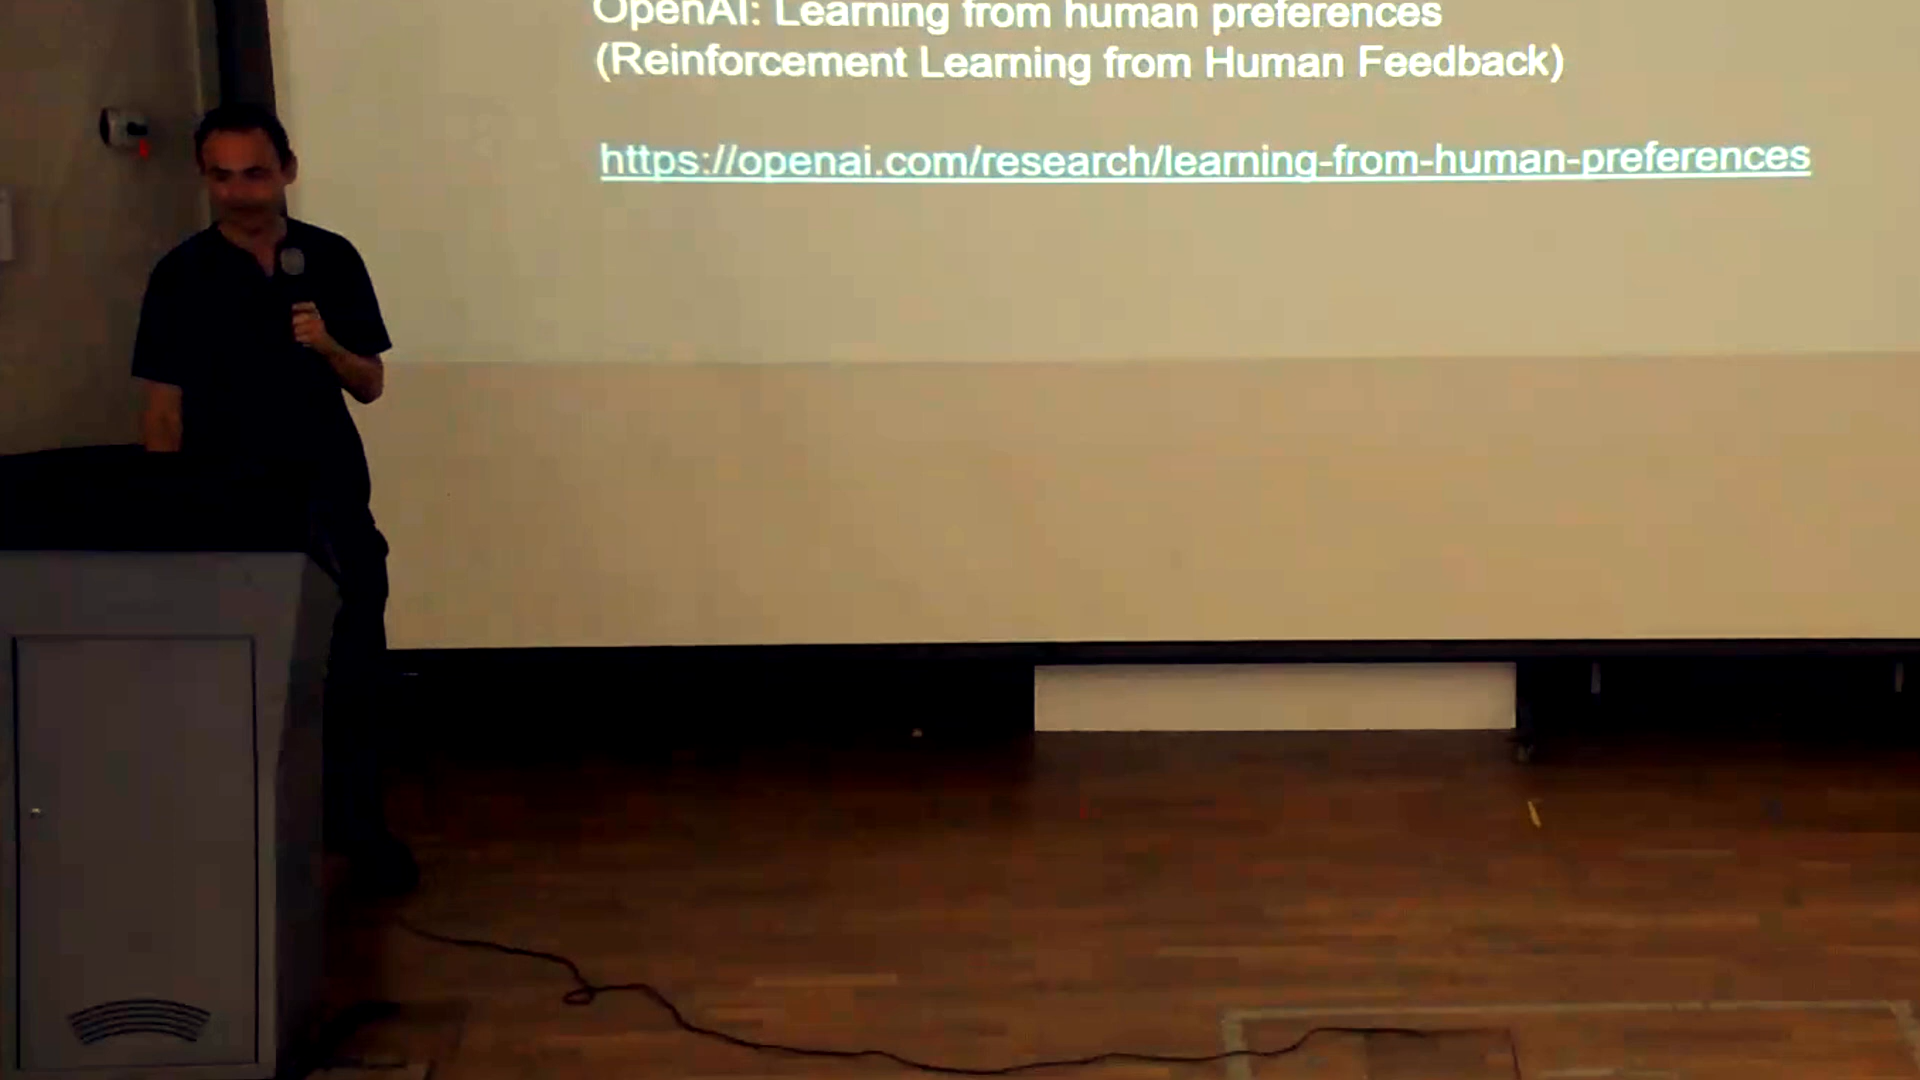 OpenAI: Learning from human preferences
(Reinforcement Learning from Human Feedback)
https://openai.com/research/learning-from-human-preferences